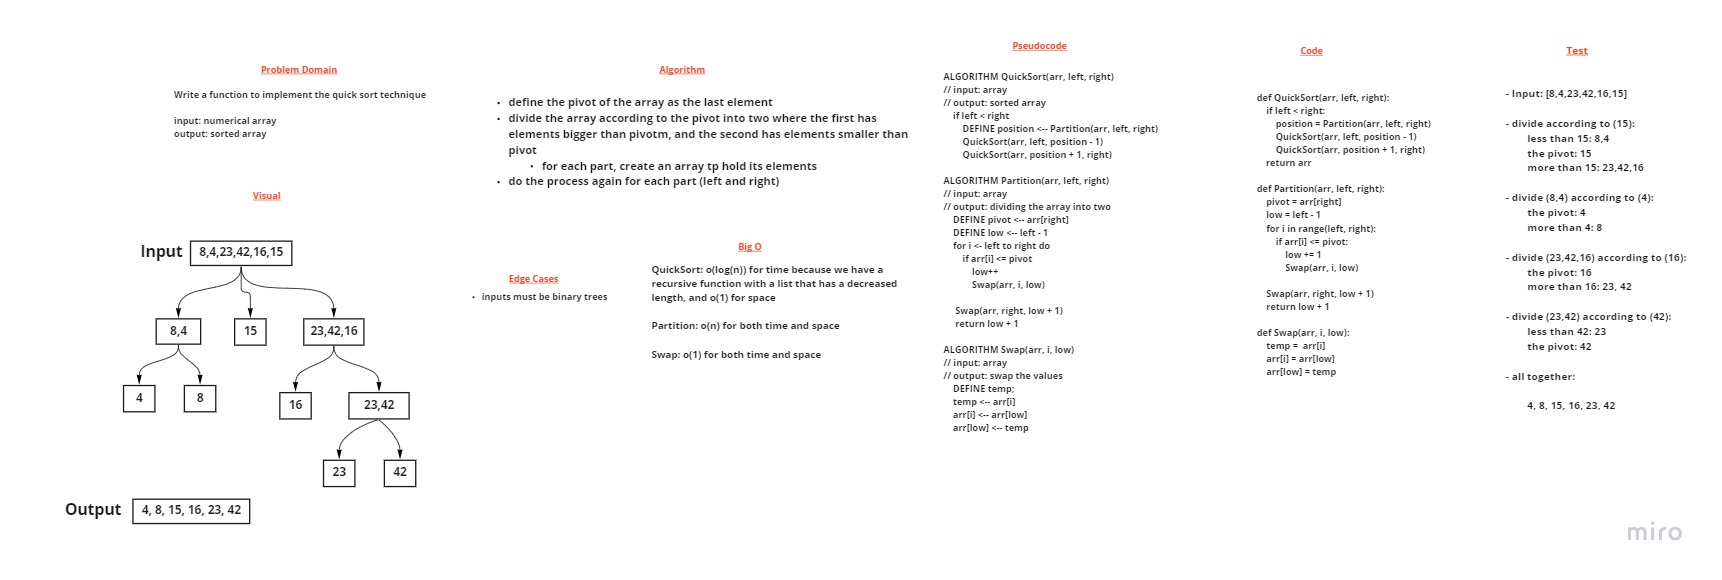 Problem Domain
Write a function to implement the quick sort technique
input: numerical array
output: sorted array
Visual
Input
8,4,23,42,16,15
8,4
15
23,42,16
4
8
16
23,42
23
42
Output
4, 8, 15, 16, 23, 42
Algorithm
• define the pivot of the array as the last element
• divide the array according to the pivot into two where the first has
elements bigger than pivotm, and the second has elements smaller than
pivot
• for each part, create an array tp hold its elements
• do the process again for each part (left and right)
Edge Cases
• inputs must be binary trees
Big O
QuickSort: o(log(n)) for time because we have a
recursive function with a list that has a decreased
length, and o(1) for space
Partition: o(n) for both time and space
Swap: o(1) for both time and space
Pseudocode
ALGORITHM QuickSort(arr, left, right)
// input: array
// output: sorted array
if left < right
DEFINE position <-- Partition(arr, left, right)
QuickSort(arr, left, position - 1)
QuickSort(arr, position + 1, right)
ALGORITHM Partition(arr, left, right)
// input: array
// output: dividing the array into two
DEFINE pivot <-- arr[right]
DEFINE low <-- left - 1
for i <- left to right do
if arr[i] <= pivot
low++
Swap(arr, i, low)
Swap(arr, right, low + 1)
return low + 1
ALGORITHM Swap(arr, i, low)
// input: array
// output: swap the values
DEFINE temp;
temp <-- arr[i]
arr[i] <-- arr[low]
arr[low] <-- temp
Code
def QuickSort(arr, left, right):
if left < right:
position = Partition(arr, left, right)
QuickSort(arr, left, position - 1)
QuickSort(arr, position + 1, right)
return arr
def Partition(arr, left, right):
pivot = arr[right]
low = left - 1
for i in range(left, right):
if arr[i] <= pivot:
low += 1
Swap(arr, i, low)
Swap(arr, right, low + 1)
return low + 1
def Swap(arr, i, low):
temp = arr[i]
arr[i] = arr[low]
arr[low] = temp
Test
- Input: [8,4,23,42,16,15]
- divide according to (15):
less than 15: 8,4
the pivot: 15
more than 15: 23,42,16
- divide (8,4) according to (4):
the pivot: 4
more than 4: 8
- divide (23,42,16) according to (16):
the pivot: 16
more than 16: 23, 42
- divide (23,42) according to (42):
less than 42: 23
the pivot: 42
- all together:
4, 8, 15, 16, 23, 42
miro